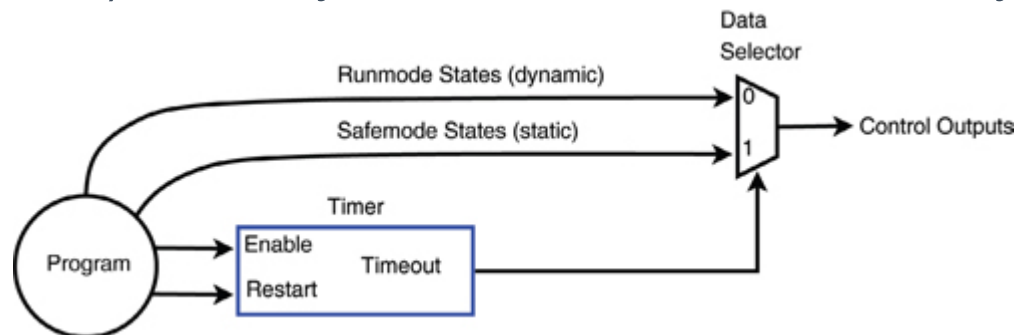 Data
Selector
Runmode States (dynamic)
0
Safemode States (static)
1
Control Outputs
Timer
Program
Enable
Timeout
Restart